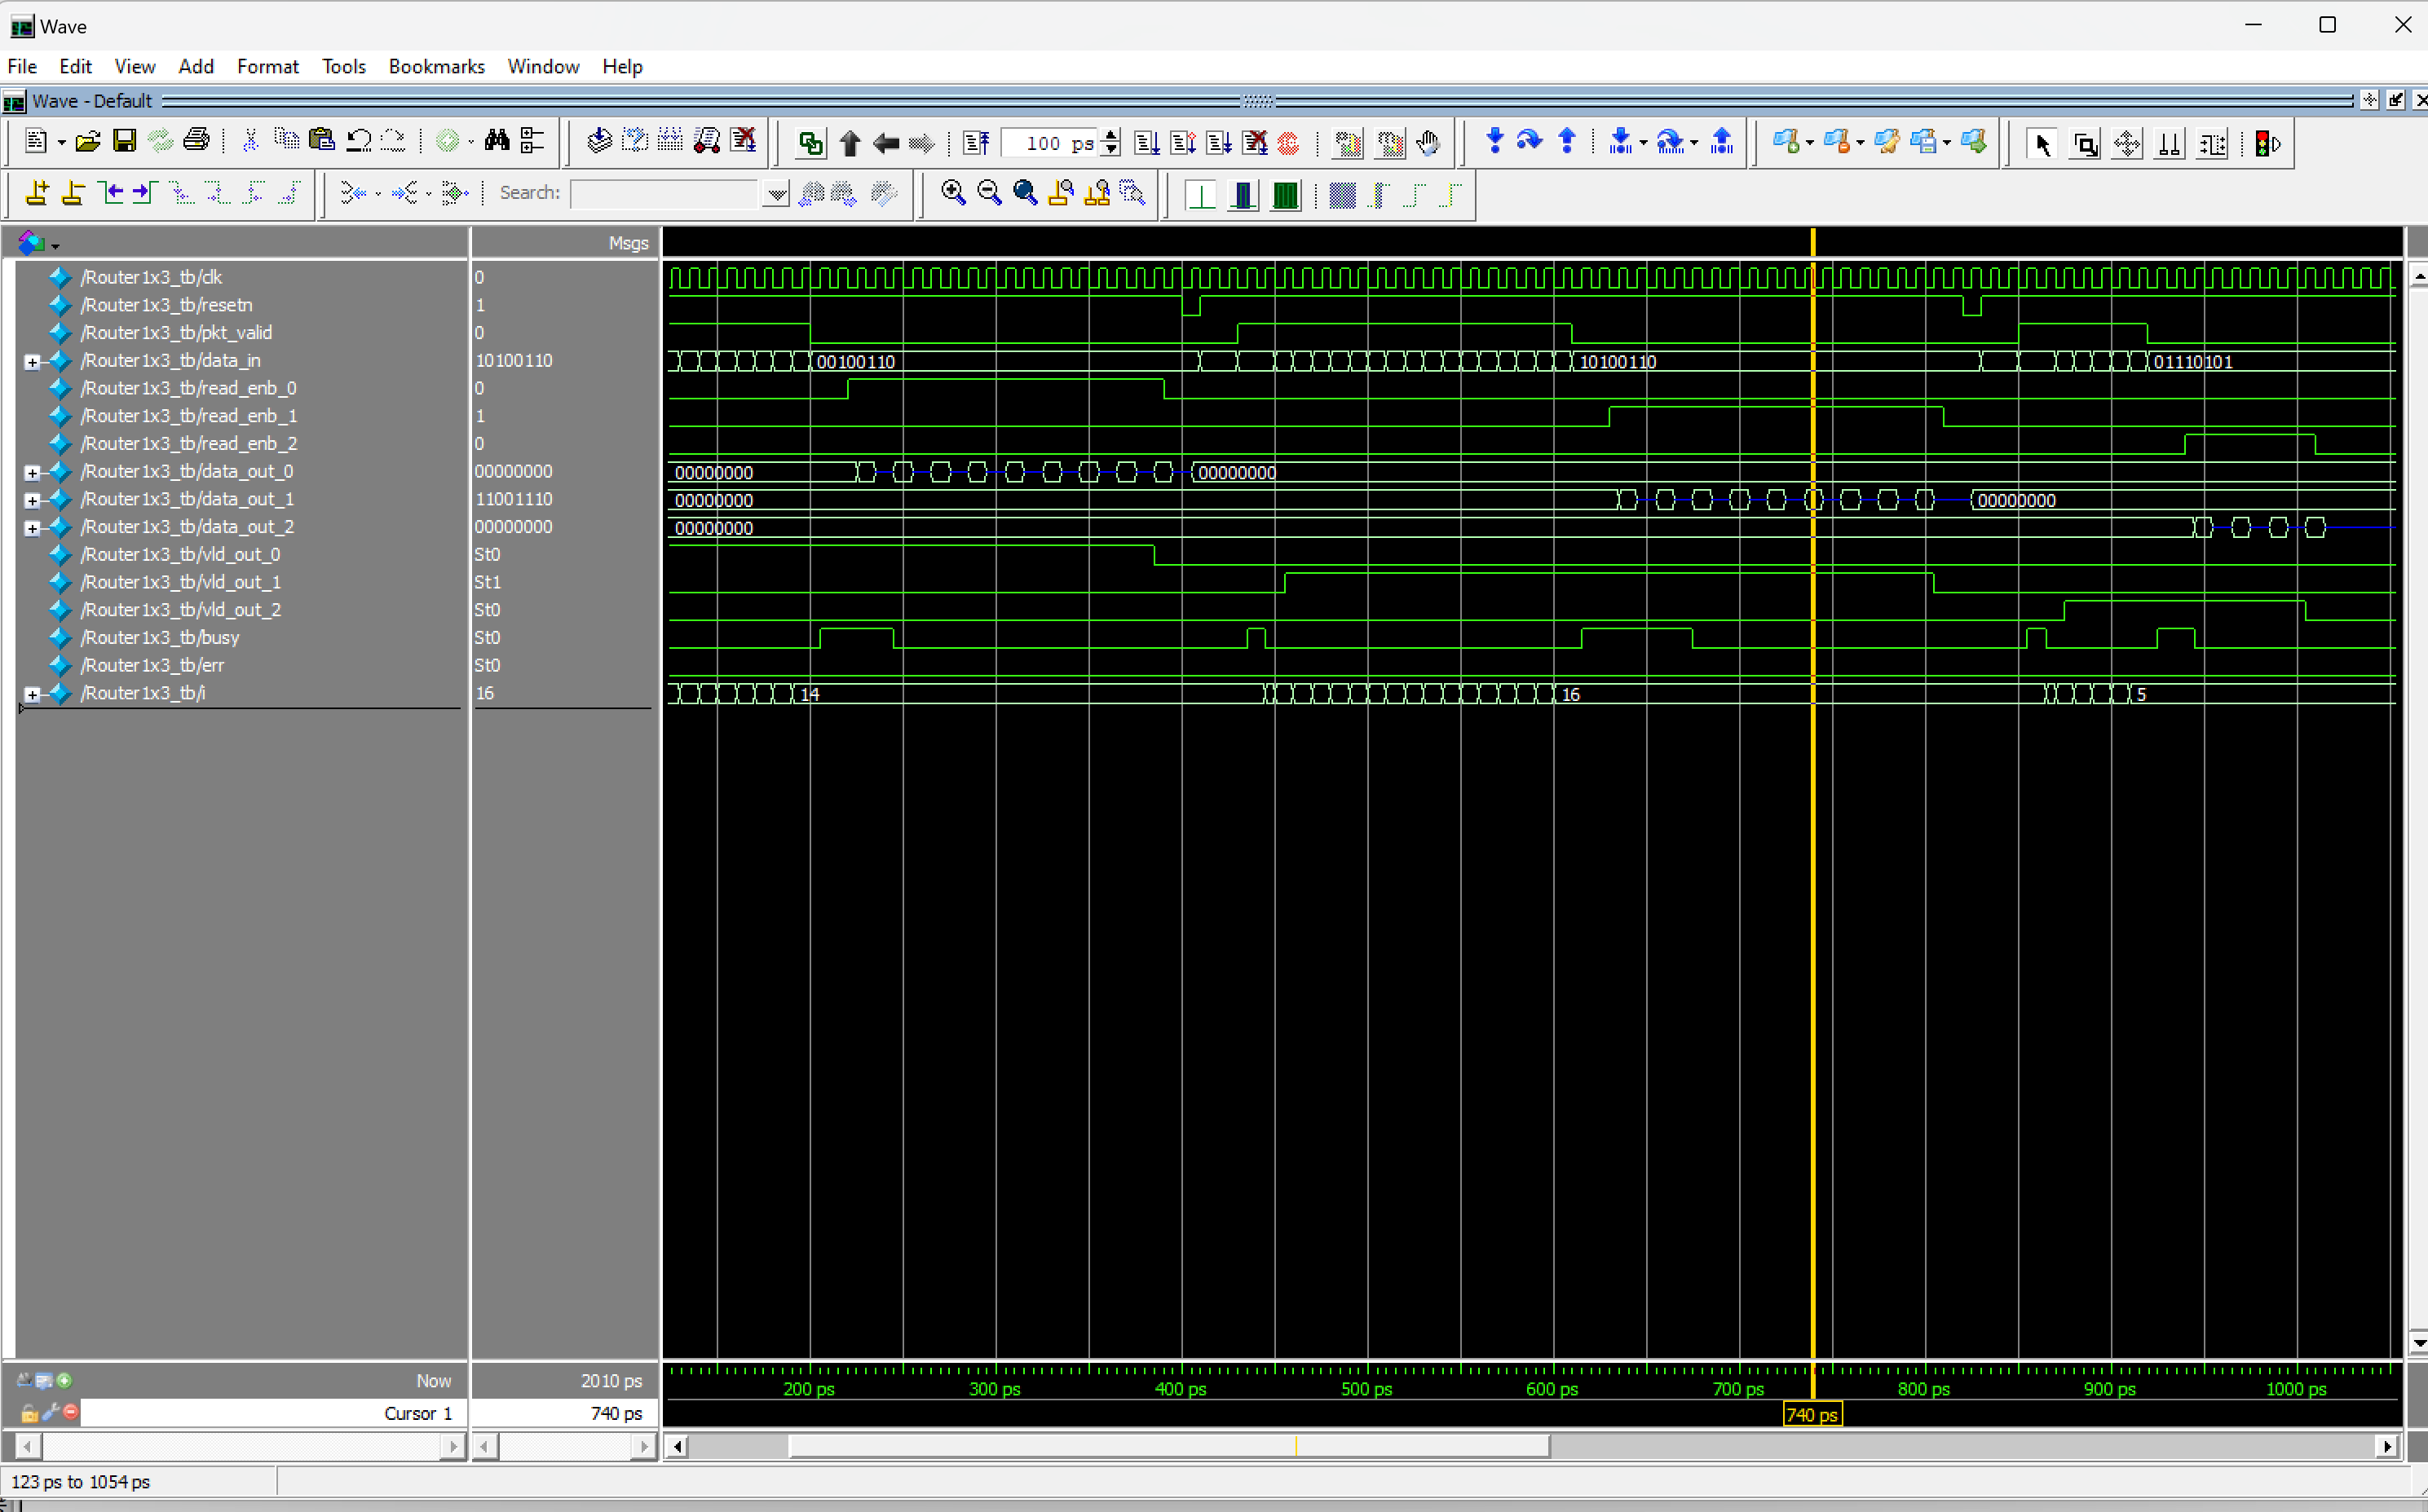 Wave
File Edit View Add Format Tools Bookmarks Window Help
Wave - Default
100 ps
Search:
Msgs
/Router1x3_tb/clk 0
/Router1x3_tb/resetn 1
/Router1x3_tb/pkt_valid 0
/Router1x3_tb/data_in 10100110 00100110 10100110 01110101
/Router1x3_tb/read_enb_0 0
/Router1x3_tb/read_enb_1 1
/Router1x3_tb/read_enb_2 0
/Router1x3_tb/data_out_0 00000000 00000000 00000000
/Router1x3_tb/data_out_1 11001110 00000000 00000000
/Router1x3_tb/data_out_2 00000000 00000000
/Router1x3_tb/vld_out_0 St0
/Router1x3_tb/vld_out_1 St1
/Router1x3_tb/vld_out_2 St0
/Router1x3_tb/busy St0
/Router1x3_tb/err St0
/Router1x3_tb/i 16 14 16 5
Now 2010 ps 200 ps 300 ps 400 ps 500 ps 600 ps 700 ps 800 ps 900 ps 1000 ps
Cursor 1 740 ps 740 ps
123 ps to 1054 ps